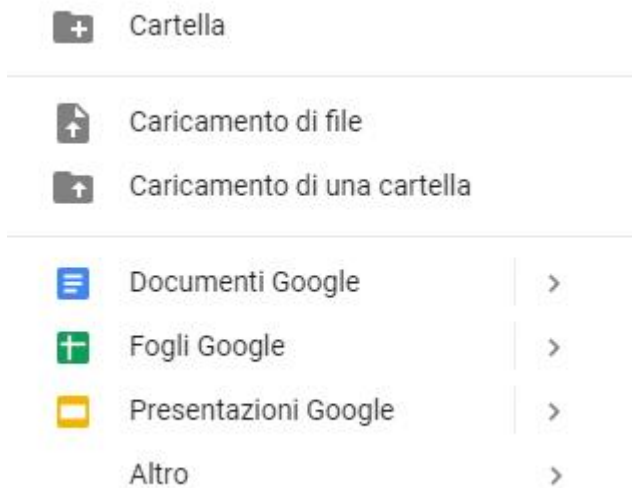 Cartella
Caricamento di file
Caricamento di una cartella
Documenti Google
Fogli Google
Presentazioni Google
Altro